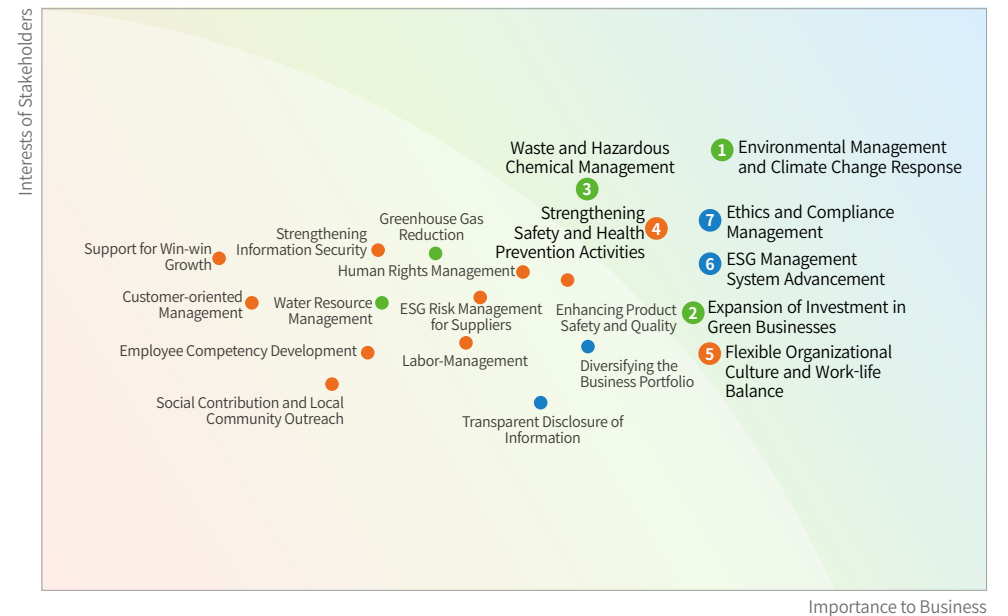 Interests of Stakeholders
Waste and Hazardous
Chemical Management
3
1
Environmental Management
and Climate Change Response
Strengthening
Safety and Health
Prevention Activities
4
7
Ethics and Compliance
Management
6
ESG Management
System Advancement
2
Expansion of Investment in
Green Businesses
5
Flexible Organizational
Culture and Work-life
Balance
Greenhouse Gas
Reduction
Strengthening
Information Security
Support for Win-win
Growth
Human Rights Management
Customer-oriented
Management
Water Resource
Management
ESG Risk Management
for Suppliers
Enhancing Product
Safety and Quality
Employee Competency Development
Labor-Management
Diversifying the
Business Portfolio
Social Contribution and Local
Community Outreach
Transparent Disclosure of
Information
Importance to Business